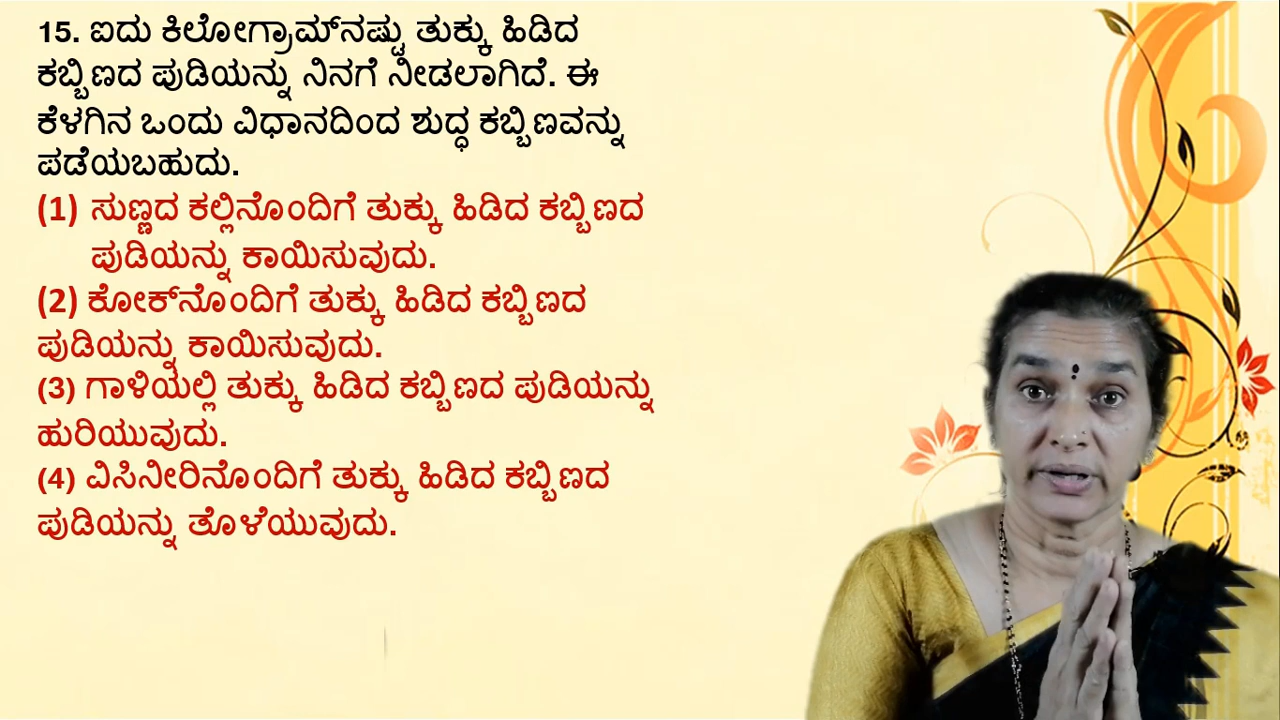 15. ಐದು ಕಿಲೋಗ್ರಾಮ್‌ನಷ್ಟು ತುಕ್ಕು ಹಿಡಿದ
ಕಬ್ಬಿಣದ ಪುಡಿಯನ್ನು ನಿನಗೆ ನೀಡಲಾಗಿದೆ. ಈ
ಕೆಳಗಿನ ಒಂದು ವಿಧಾನದಿಂದ ಶುದ್ಧ ಕಬ್ಬಿಣವನ್ನು
ಪಡೆಯಬಹುದು.
(1) ಸುಣ್ಣದ ಕಲ್ಲಿನೊಂದಿಗೆ ತುಕ್ಕು ಹಿಡಿದ ಕಬ್ಬಿಣದ
ಪುಡಿಯನ್ನು ಕಾಯಿಸುವುದು.
(2) ಕೋಕ್‌ನೊಂದಿಗೆ ತುಕ್ಕು ಹಿಡಿದ ಕಬ್ಬಿಣದ
ಪುಡಿಯನ್ನು ಕಾಯಿಸುವುದು.
(3) ಗಾಳಿಯಲ್ಲಿ ತುಕ್ಕು ಹಿಡಿದ ಕಬ್ಬಿಣದ ಪುಡಿಯನ್ನು
ಹುರಿಯುವುದು.
(4) ವಿಸಿನೀರಿನೊಂದಿಗೆ ತುಕ್ಕು ಹಿಡಿದ ಕಬ್ಬಿಣದ
ಪುಡಿಯನ್ನು ತೊಳೆಯುವುದು.